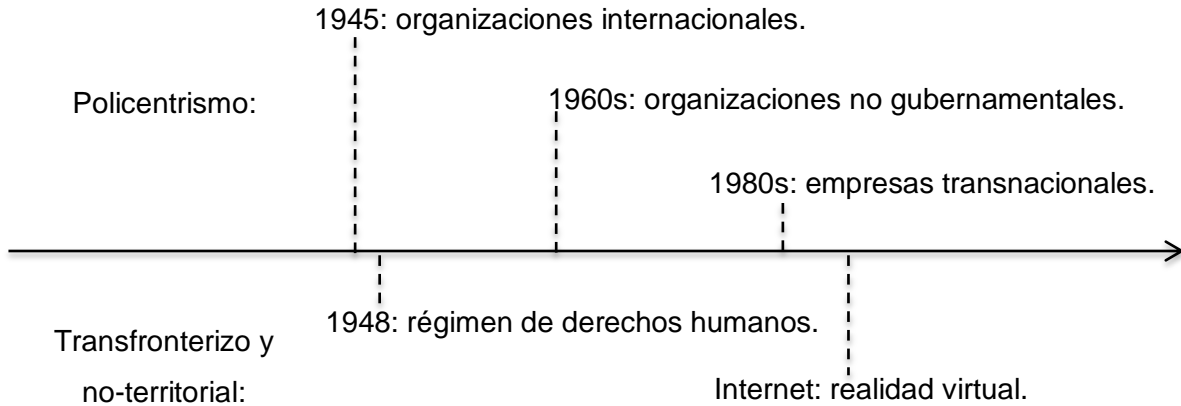 1945: organizaciones internacionales.
Policentrismo:
1960s: organizaciones no gubernamentales.
1980s: empresas transnacionales.
1948: régimen de derechos humanos.
Transfronterizo y
no-territorial:
Internet: realidad virtual.